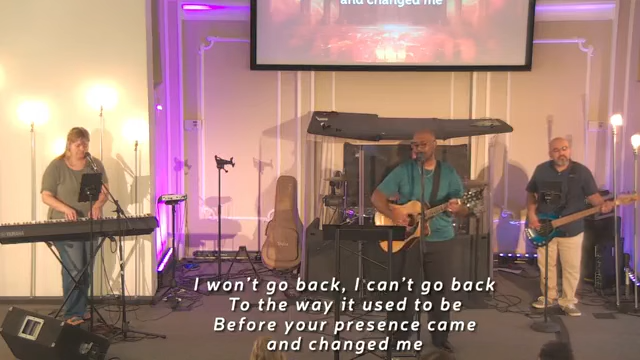 and changed me
I won't go back, I can't go back
To the way it used to be
Before your presence came
and changed me